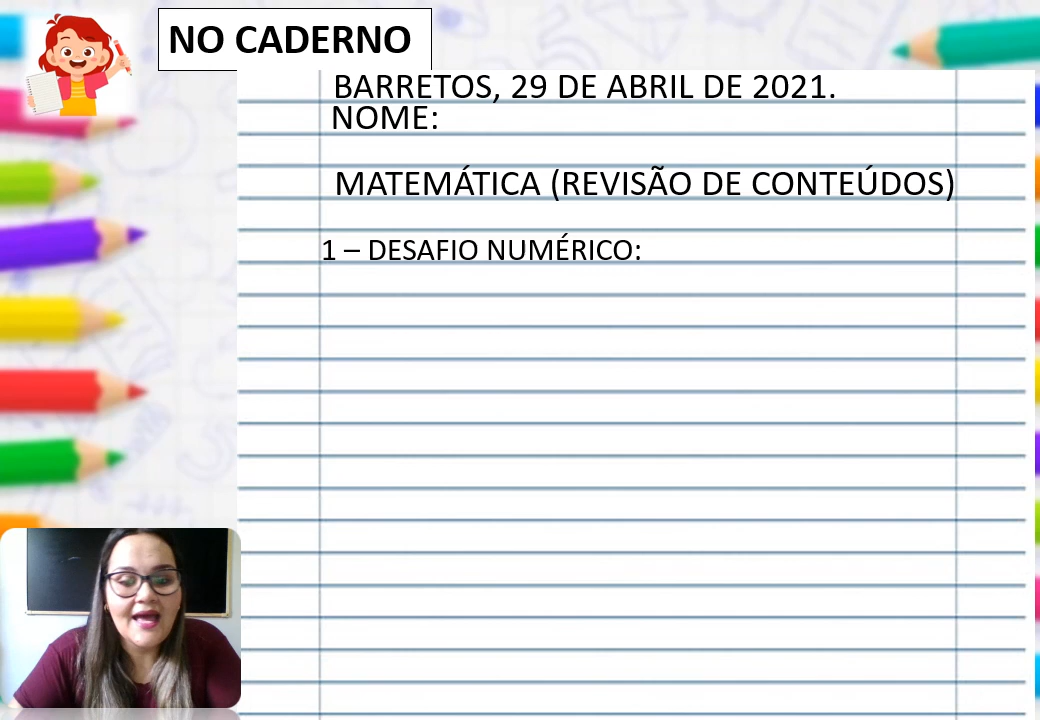 NO CADERNO
BARRETOS, 29 DE ABRIL DE 2021.
NOME:
MATEMÁTICA (REVISÃO DE CONTEÚDOS)
1 – DESAFIO NUMÉRICO: